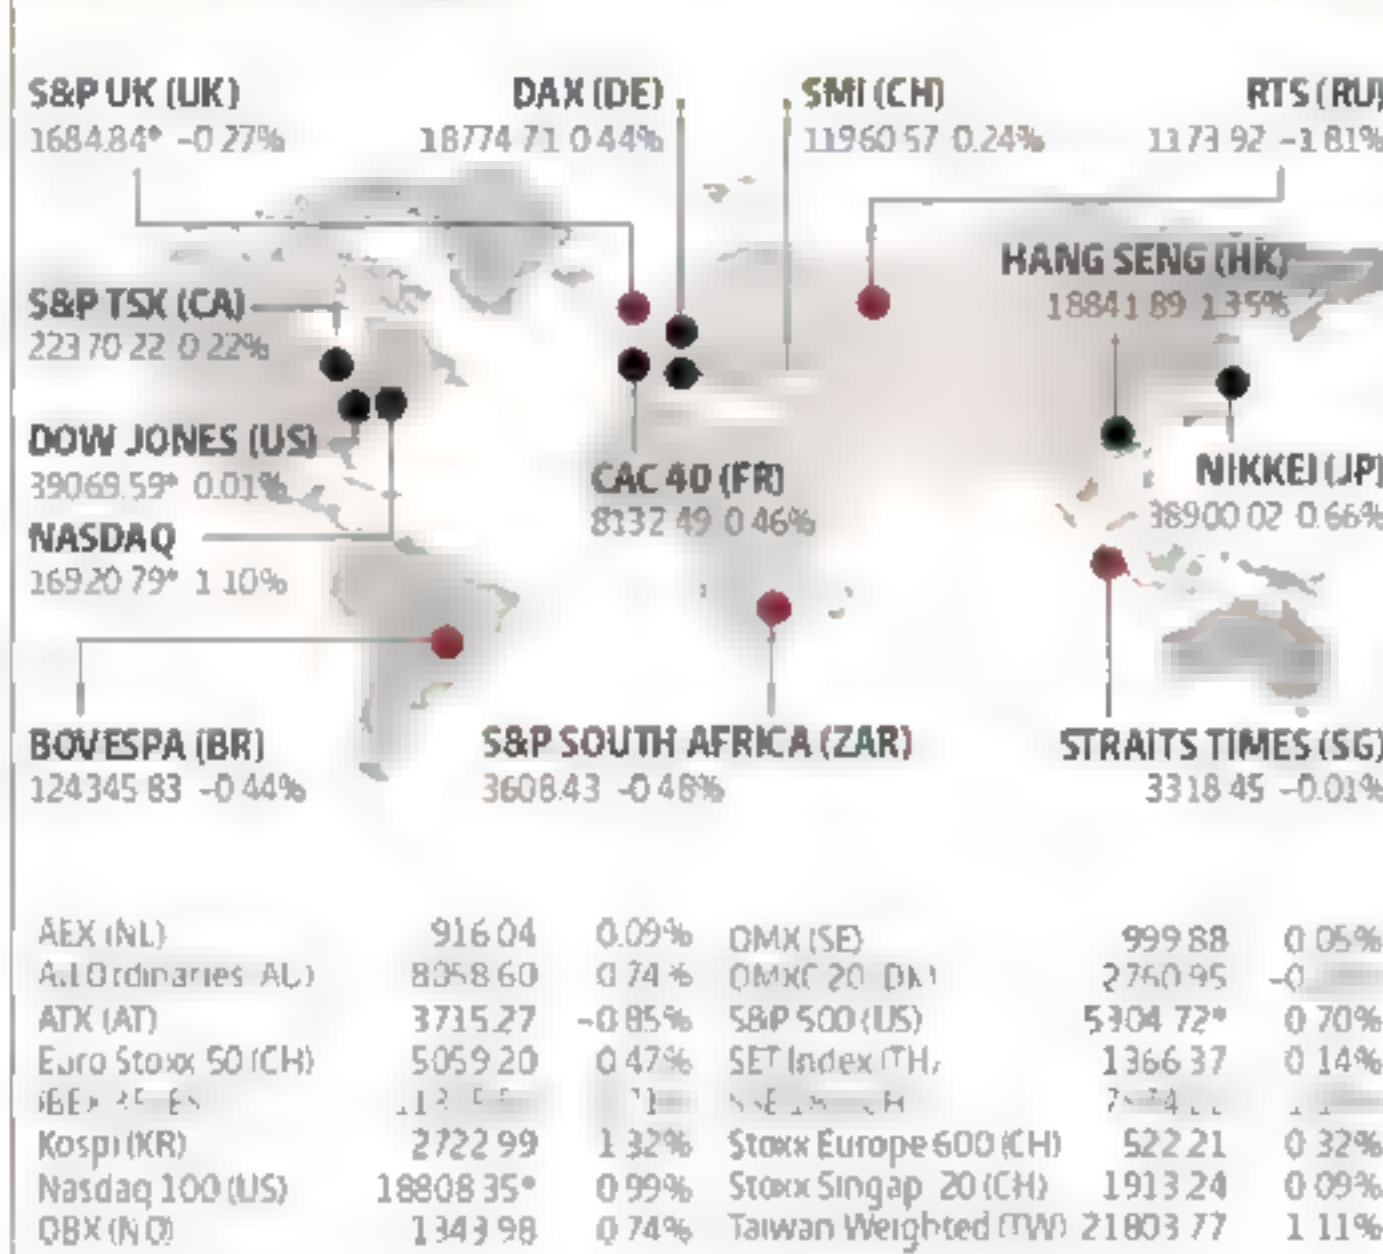 S&P UK (UK)
1684.84* -0.27%
DAX (DE)
18774.71 0.44%
SMI (CH)
11960.57 0.24%
RTS (RU)
1173.92 -1.81%
HANG SENG (HK)
18841.89 1.35%
S&P TSX (CA)
22370.22 0.22%
DOW JONES (US)
39069.59* 0.01%
CAC 40 (FR)
8132.49 0.46%
NIKKEI (JP)
38900.02 0.66%
NASDAQ
16920.79* 1.10%
BOVESPA (BR)
124345.83 -0.44%
S&P SOUTH AFRICA (ZAR)
3608.43 -0.48%
STRAITS TIMES (SG)
3318.45 -0.01%
AEX (NL) 916.04 0.09%
All Ordinaries (AU) 8058.60 0.74%
ATX (AT) 3715.27 -0.85%
Euro Stoxx 50 (CH) 5059.20 0.47%
Kospi (KR) 2722.99 1.32%
Nasdaq 100 (US) 18808.35* 0.99%
OBX (NO) 1343.98 0.74%
OMX (SE) 999.88 0.05%
OMXC 20 (DK) 2760.95
S&P 500 (US) 5304.72* 0.70%
SET Index (TH) 1366.37 0.14%
Stoxx Europe 600 (CH) 522.21 0.32%
Stoxx Singap. 20 (CH) 1913.24 0.09%
Taiwan Weighted (TW) 21803.77 1.11%